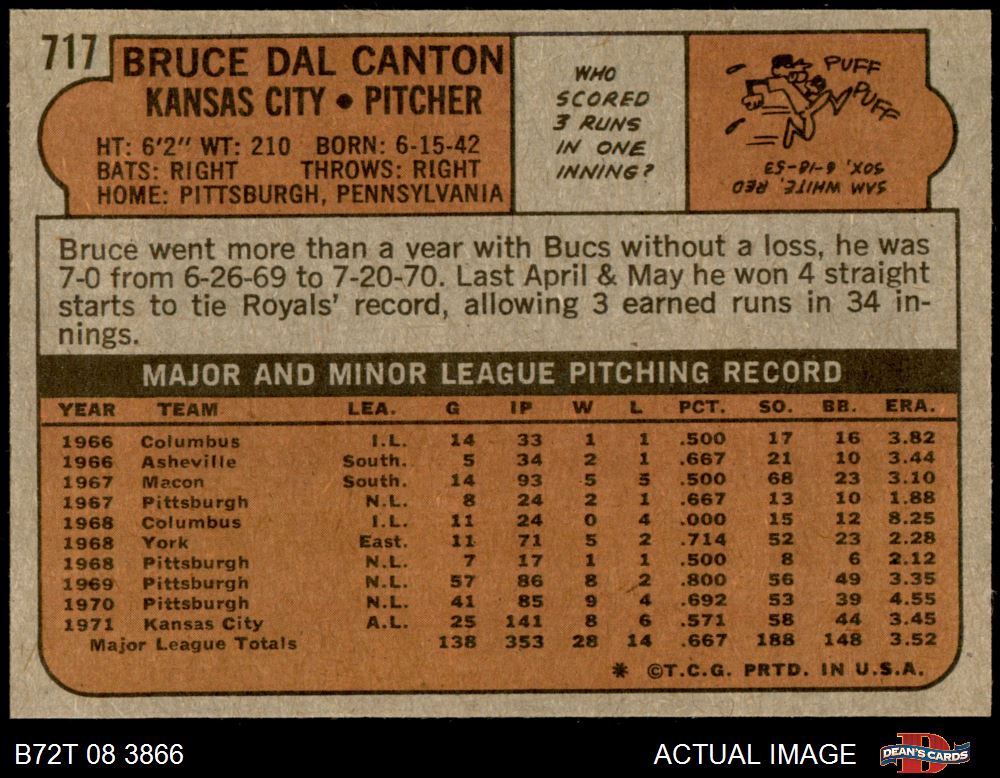 717
BRUCE DAL CANTON
KANSAS CITY • PITCHER
HT: 6'2" WT: 210 BORN: 6-15-42
BATS: RIGHT THROWS: RIGHT
HOME: PITTSBURGH, PENNSYLVANIA
WHO
SCORED
3 RUNS
IN ONE
INNING?
PUFF
PUFF
SAM WHITE, RED
SOX, 6-18-53
Bruce went more than a year with Bucs without a loss, he was
7-0 from 6-26-69 to 7-20-70. Last April & May he won 4 straight
starts to tie Royals' record, allowing 3 earned runs in 34 in-
nings.
MAJOR AND MINOR LEAGUE PITCHING RECORD
YEAR TEAM LEA. G IP W L PCT. SO. BB. ERA.
1966 Columbus I.L. 14 33 1 1 .500 17 16 3.82
1966 Asheville South. 5 34 2 1 .667 21 10 3.44
1967 Macon South. 14 93 5 5 .500 68 23 3.10
1967 Pittsburgh N.L. 8 24 2 1 .667 13 10 1.88
1968 Columbus I.L. 11 24 0 4 .000 15 12 8.25
1968 York East. 11 71 5 2 .714 52 23 2.28
1968 Pittsburgh N.L. 7 17 1 1 .500 8 6 2.12
1969 Pittsburgh N.L. 57 86 8 2 .800 56 49 3.35
1970 Pittsburgh N.L. 41 85 9 4 .692 53 39 4.55
1971 Kansas City A.L. 25 141 8 6 .571 58 44 3.45
Major League Totals 138 353 28 14 .667 188 148 3.52
* ©T.C.G. PRTD. IN U.S.A.
B72T 08 3866
ACTUAL IMAGE
DEAN'S CARDS